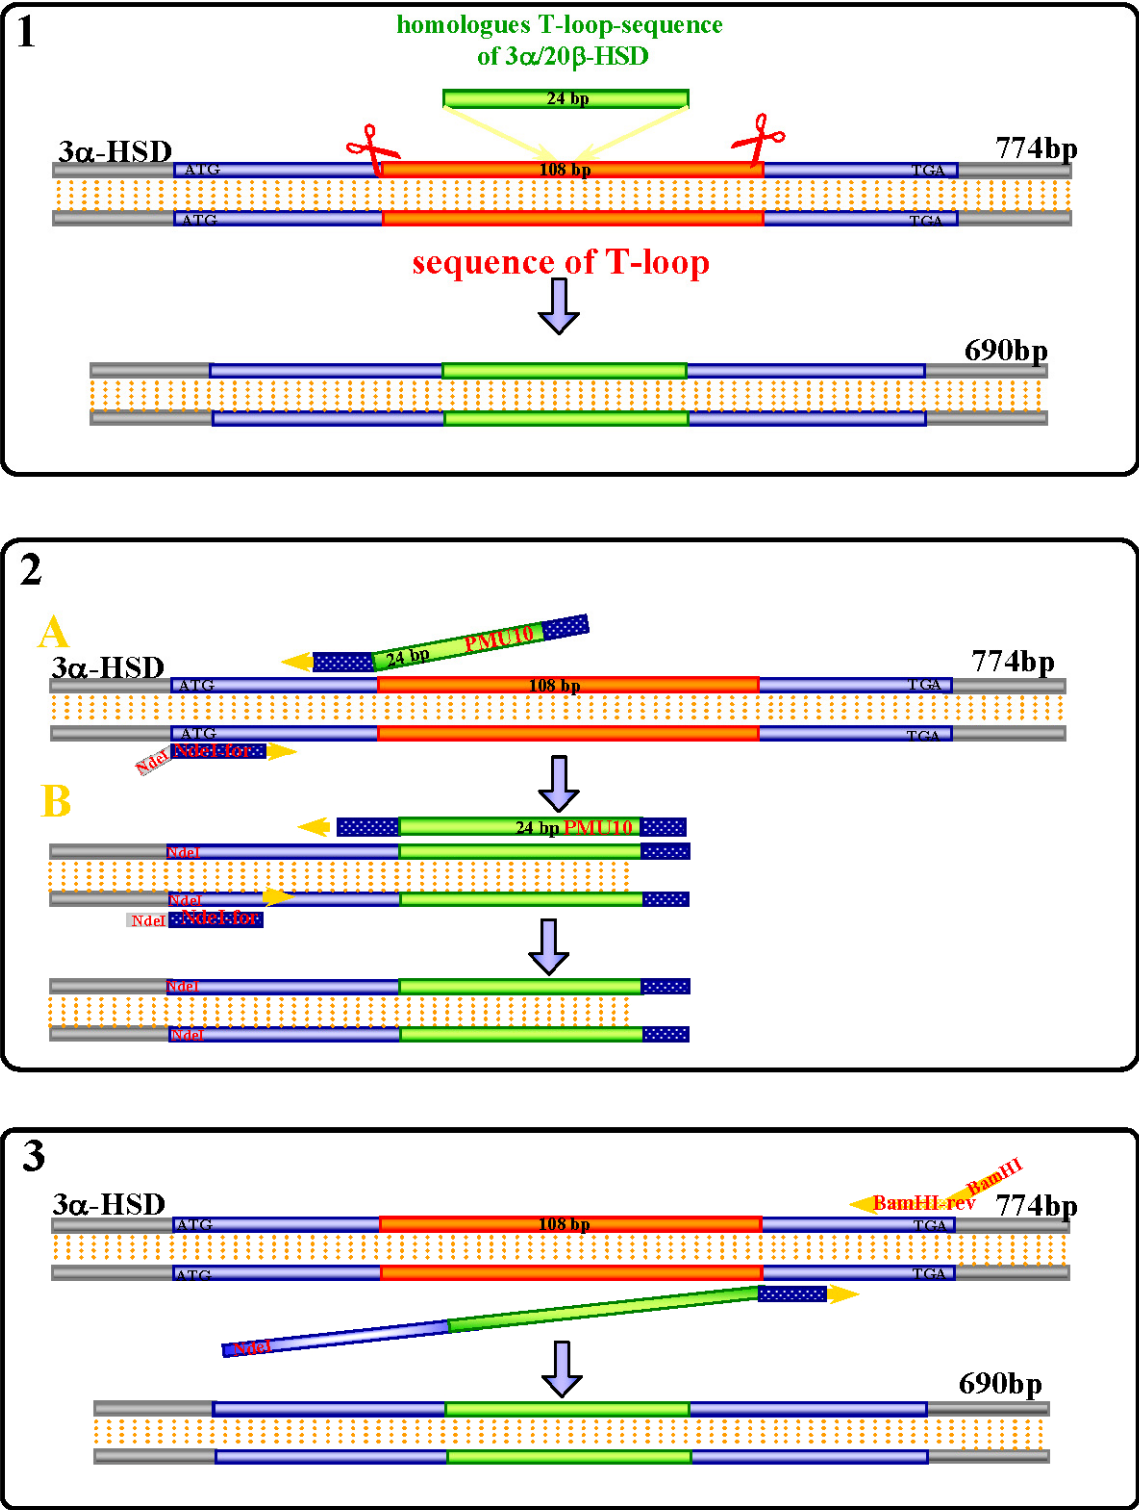 1
homologues T-loop-sequence
of 3α/20β-HSD
24 bp
3α-HSD
774bp
ATG
108 bp
TGA
ATG
TGA
sequence of T-loop
690bp
2
A
24 bp PMU10
3α-HSD
774bp
ATG
108 bp
TGA
ATG
TGA
NdeI
NdeI-for
B
24 bp PMU10
NdeI
NdeI
NdeI
NdeI-for
NdeI
NdeI
3
BamHI
BamHI-rev
3α-HSD
774bp
ATG
108 bp
TGA
ATG
TGA
NdeI
690bp